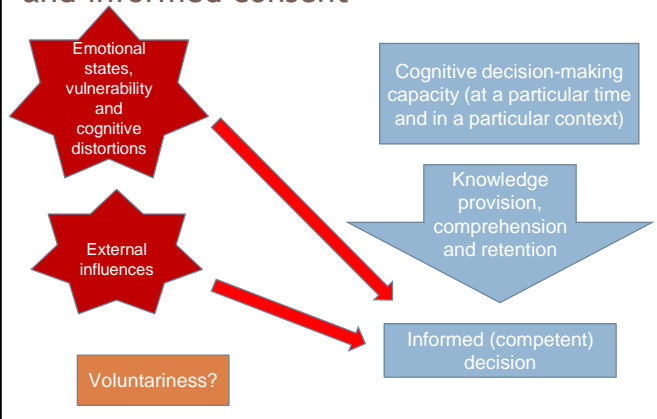 and informed consent
Emotional
states,
vulnerability
and
cognitive
distortions
Cognitive decision-making
capacity (at a particular time
and in a particular context)
Knowledge
provision,
comprehension
and retention
External
influences
Informed (competent)
decision
Voluntariness?